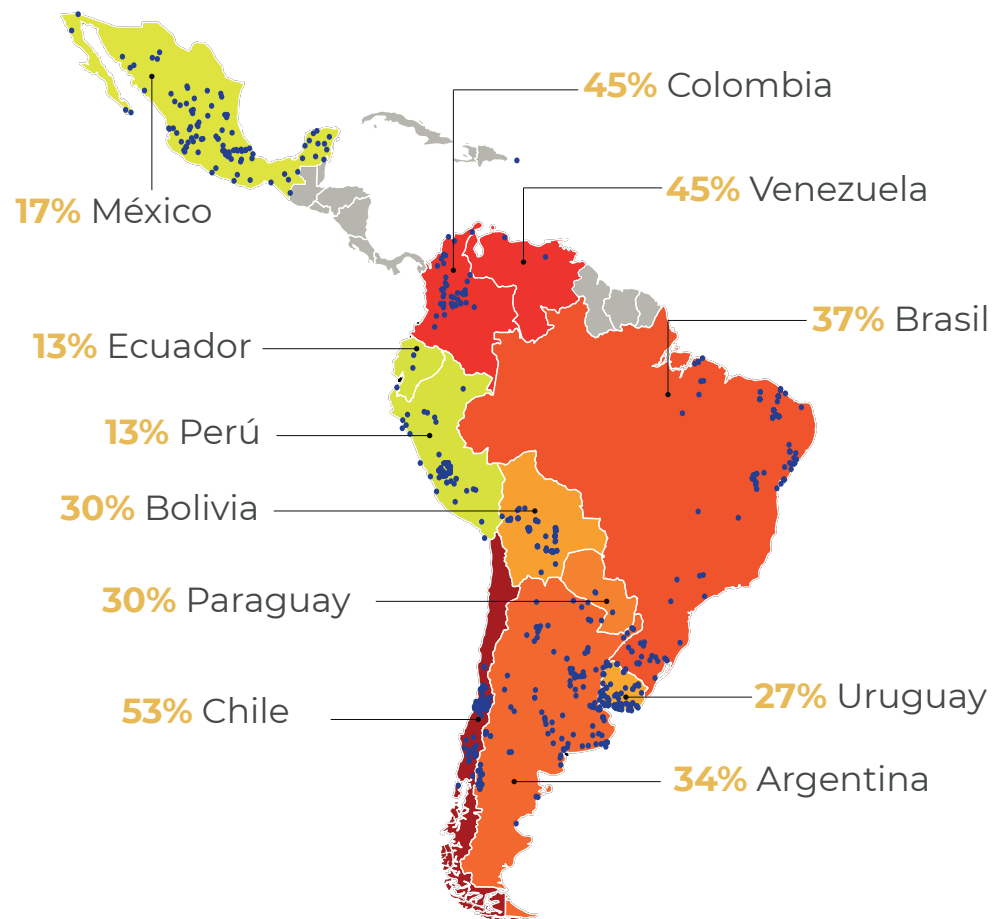 45% Colombia
45% Venezuela
17% México
37% Brasil
13% Ecuador
13% Perú
30% Bolivia
30% Paraguay
27% Uruguay
53% Chile
34% Argentina